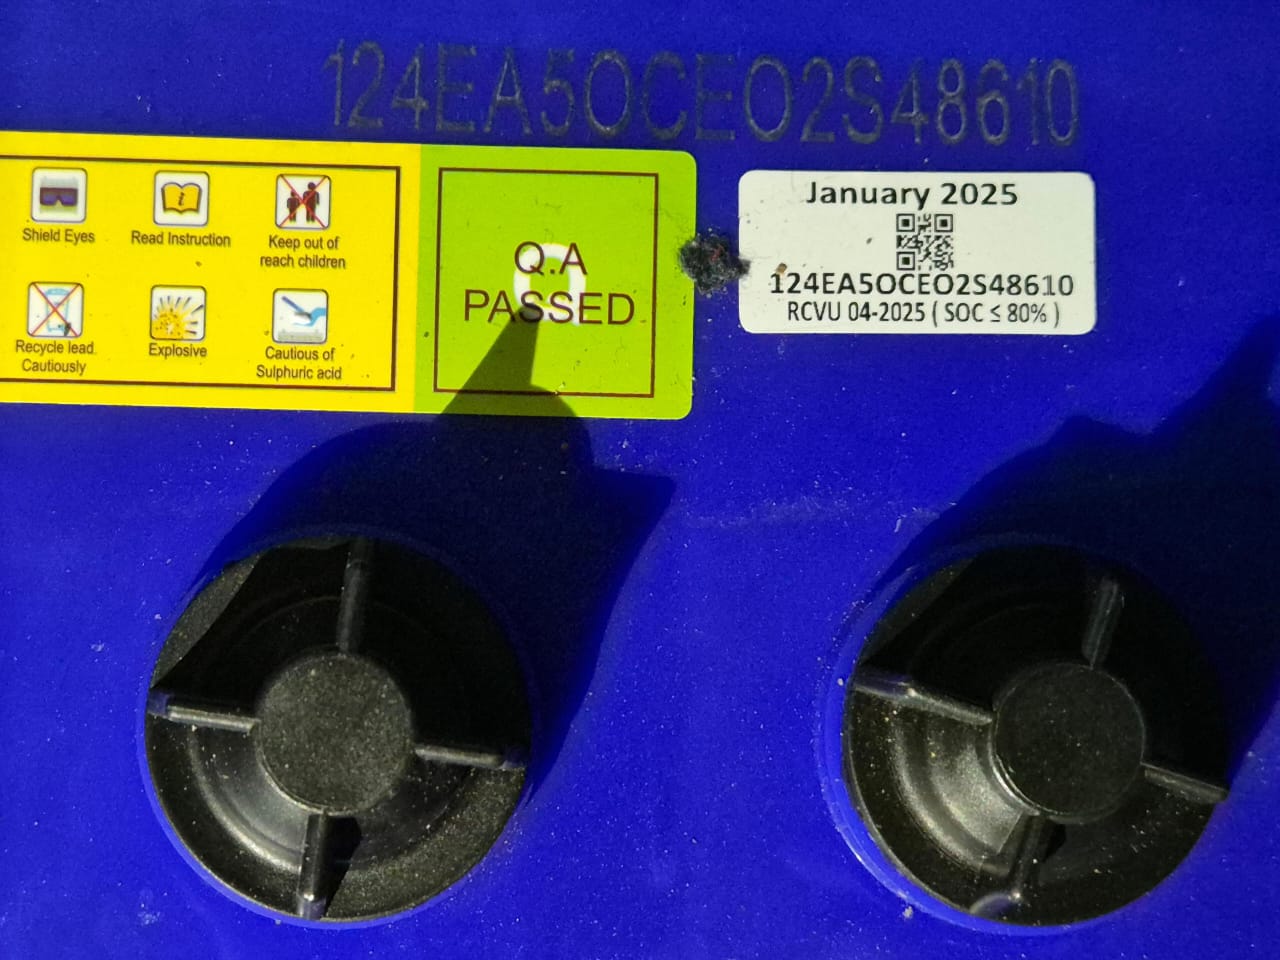 124EA5OCEO2S48610
Shield Eyes
Read Instruction
Keep out of
reach children
Recycle lead
Cautiously
Explosive
Cautious of
Sulphuric acid
Q.A
PASSED
January 2025
124EA5OCEO2S48610
RCVU 04-2025 ( SOC ≤ 80% )